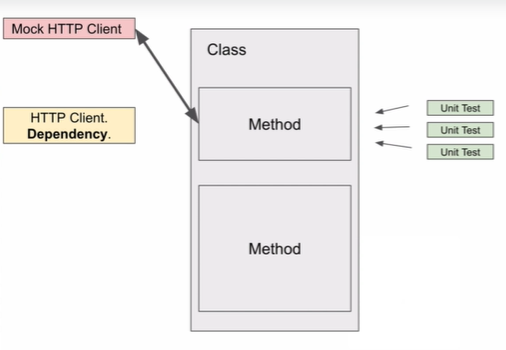 Mock HTTP Client
Class
HTTP Client.
Dependency.
Method
Unit Test
Unit Test
Unit Test
Method